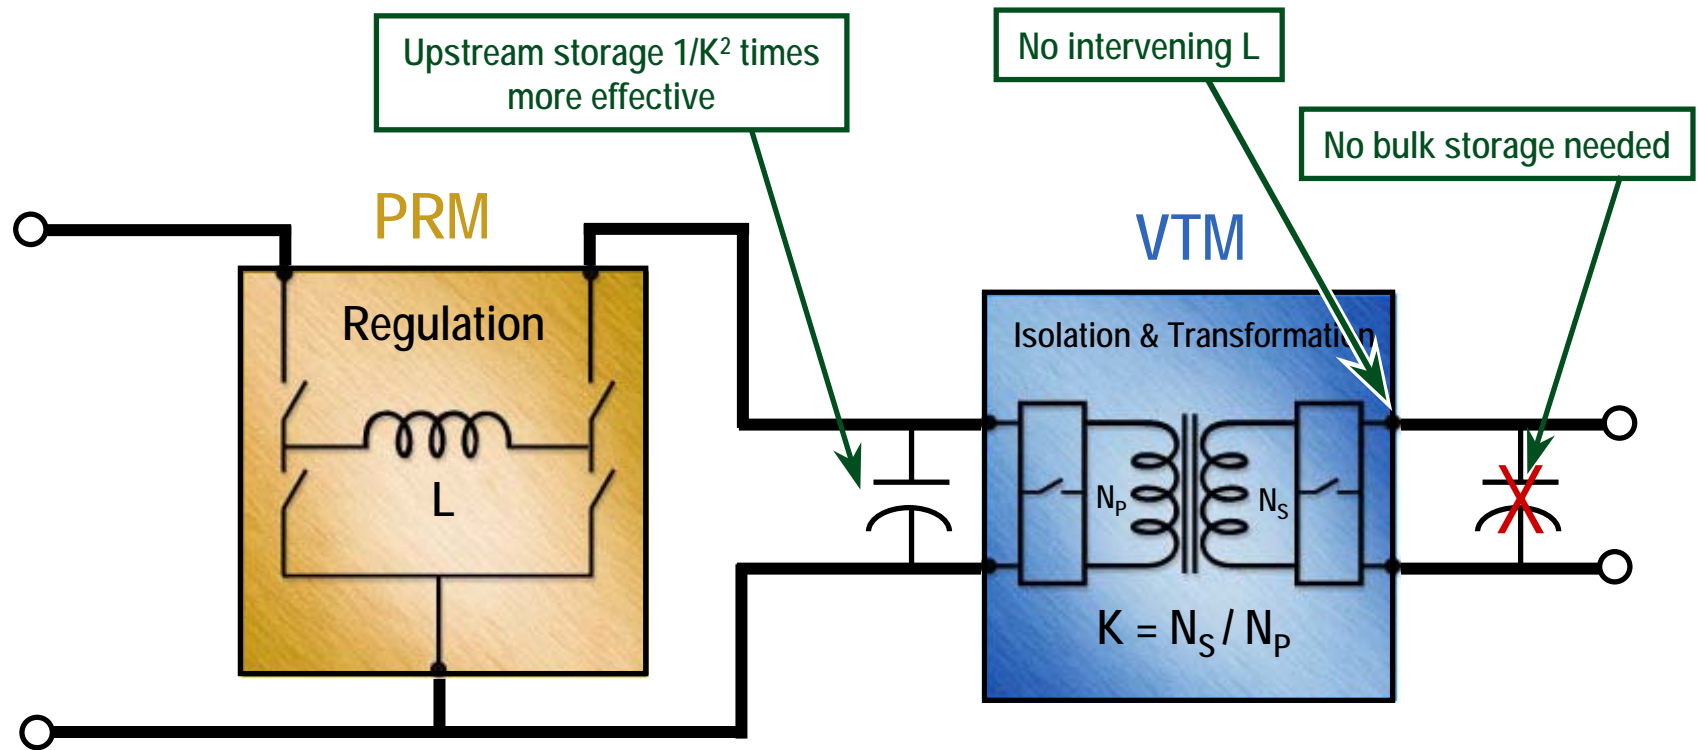 Upstream storage 1/K² times
more effective
No intervening L
No bulk storage needed
PRM
VTM
Regulation
Isolation & Transformation
L
N_P
N_S
K = N_S / N_P